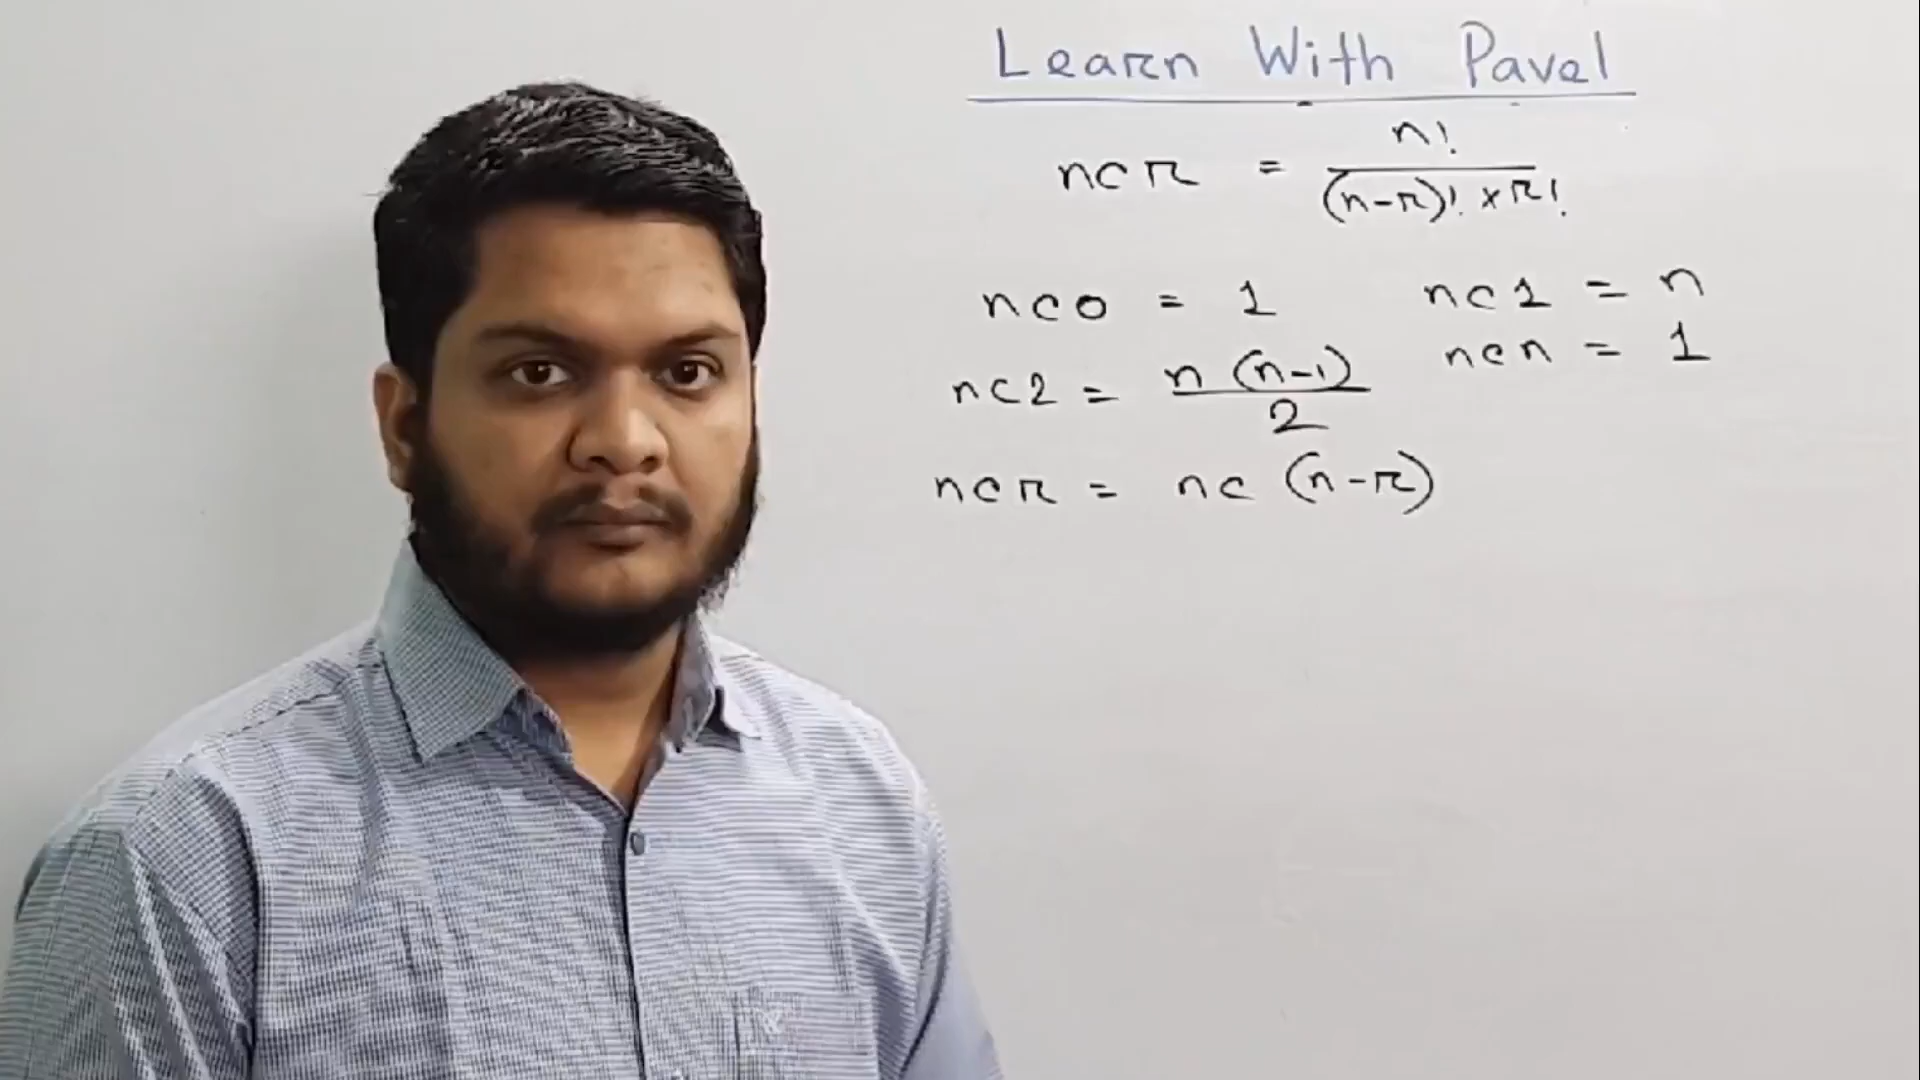 Learn With Pavel
ncr = n!
(n-r)! × r!
nc0 = 1 nc1 = n
nc2 = n (n-1) ncn = 1
2
ncr = nc (n-r)